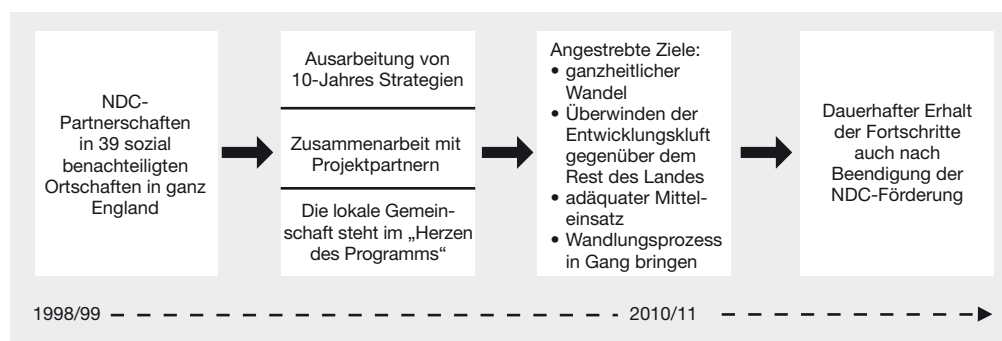 NDC-
Partnerschaften
in 39 sozial
benachteiligten
Ortschaften in ganz
England
Ausarbeitung von
10-Jahres Strategien
Zusammenarbeit mit
Projektpartnern
Die lokale Gemein-
schaft steht im „Herzen
des Programms“
Angestrebte Ziele:
• ganzheitlicher
Wandel
• Überwinden der
Entwicklungskluft
gegenüber dem
Rest des Landes
• adäquater Mittel-
einsatz
• Wandlungsprozess
in Gang bringen
Dauerhafter Erhalt
der Fortschritte
auch nach
Beendigung der
NDC-Förderung
1998/99
2010/11